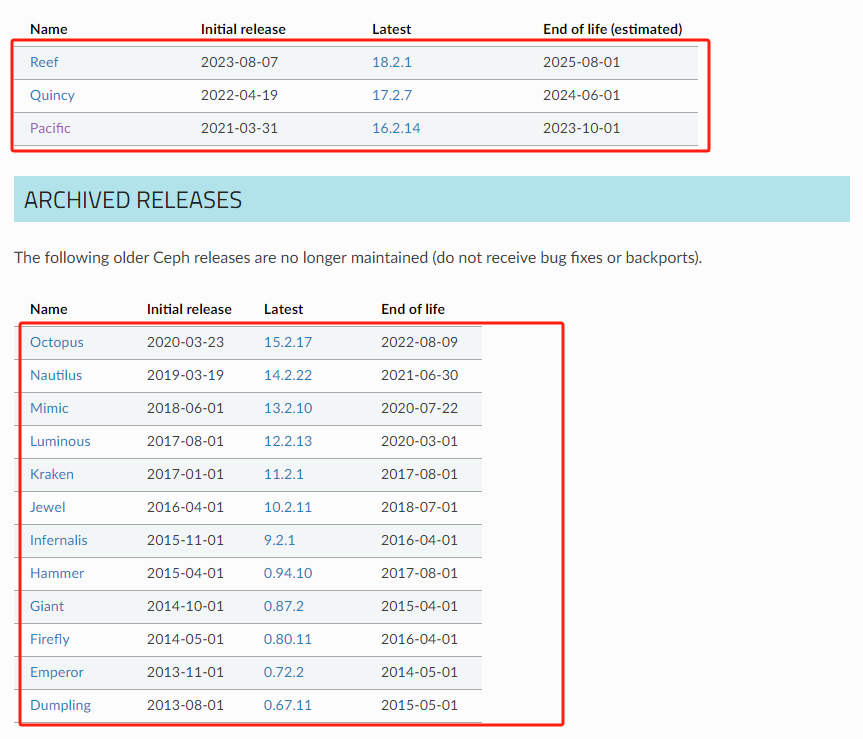 Name Initial release Latest End of life (estimated)
Reef 2023-08-07 18.2.1 2025-08-01
Quincy 2022-04-19 17.2.7 2024-06-01
Pacific 2021-03-31 16.2.14 2023-10-01
ARCHIVED RELEASES
The following older Ceph releases are no longer maintained (do not receive bug fixes or backports).
Name Initial release Latest End of life
Octopus 2020-03-23 15.2.17 2022-08-09
Nautilus 2019-03-19 14.2.22 2021-06-30
Mimic 2018-06-01 13.2.10 2020-07-22
Luminous 2017-08-01 12.2.13 2020-03-01
Kraken 2017-01-01 11.2.1 2017-08-01
Jewel 2016-04-01 10.2.11 2018-07-01
Infernalis 2015-11-01 9.2.1 2016-04-01
Hammer 2015-04-01 0.94.10 2017-08-01
Giant 2014-10-01 0.87.2 2015-04-01
Firefly 2014-05-01 0.80.11 2016-04-01
Emperor 2013-11-01 0.72.2 2014-05-01
Dumpling 2013-08-01 0.67.11 2015-05-01